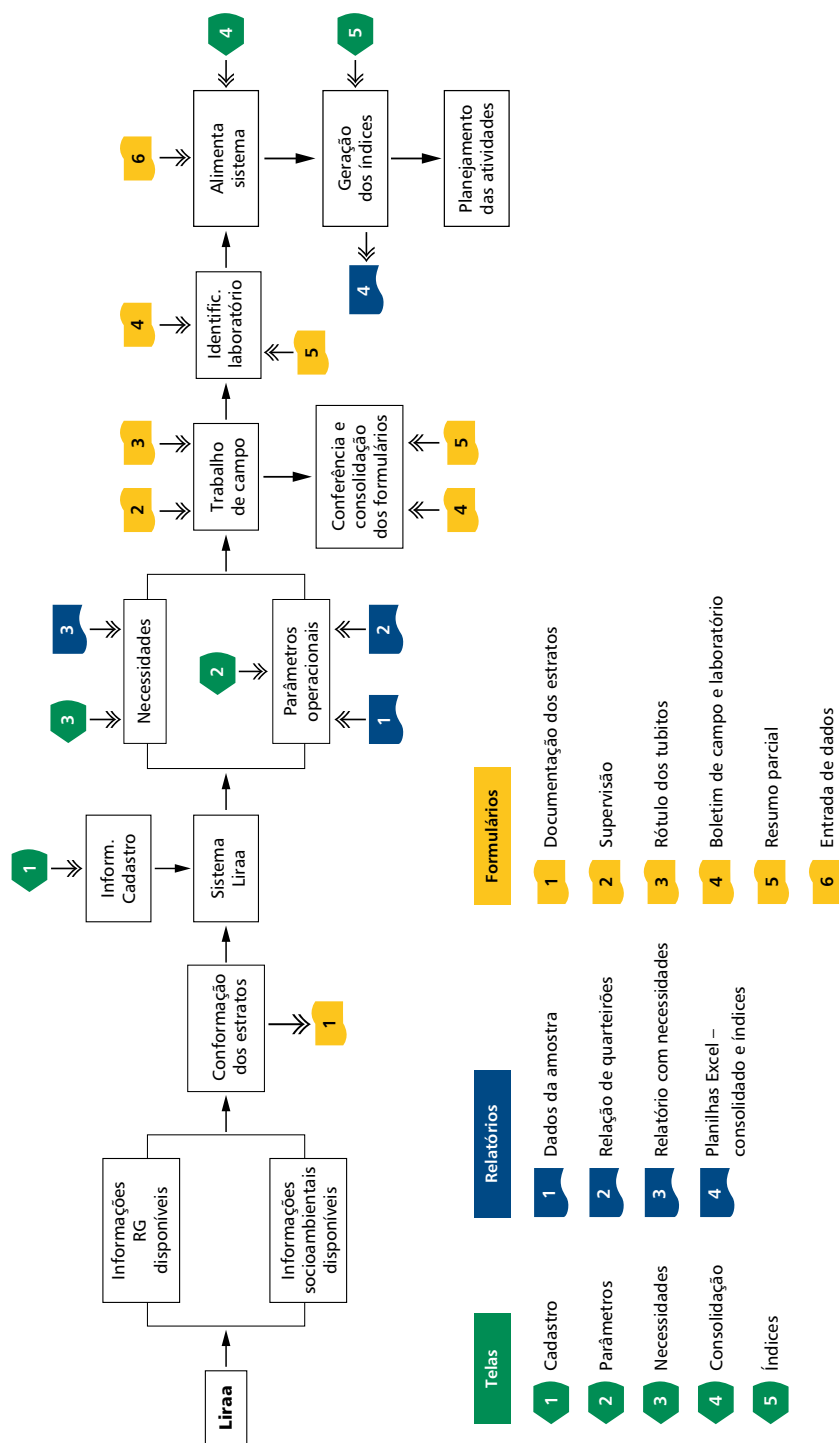 Liraa
Informações
RG
disponíveis
Informações
socioambientais
disponíveis
Conformação
dos estratos
1
1
Inform.
Cadastro
Sistema
Liraa
3
3
Necessidades
2
Parâmetros
operacionais
1
2
2
3
Trabalho
de campo
Conferência e
consolidação
dos formulários
4
5
4
Identific.
laboratório
5
6
Alimenta
sistema
4
Geração
dos índices
5
4
Planejamento
das atividades
Telas
1 Cadastro
2 Parâmetros
3 Necessidades
4 Consolidação
5 Índices
Relatórios
1 Dados da amostra
2 Relação de quarteirões
3 Relatório com necessidades
4 Planilhas Excel –
consolidado e índices
Formulários
1 Documentação dos estratos
2 Supervisão
3 Rótulo dos tubitos
4 Boletim de campo e laboratório
5 Resumo parcial
6 Entrada de dados